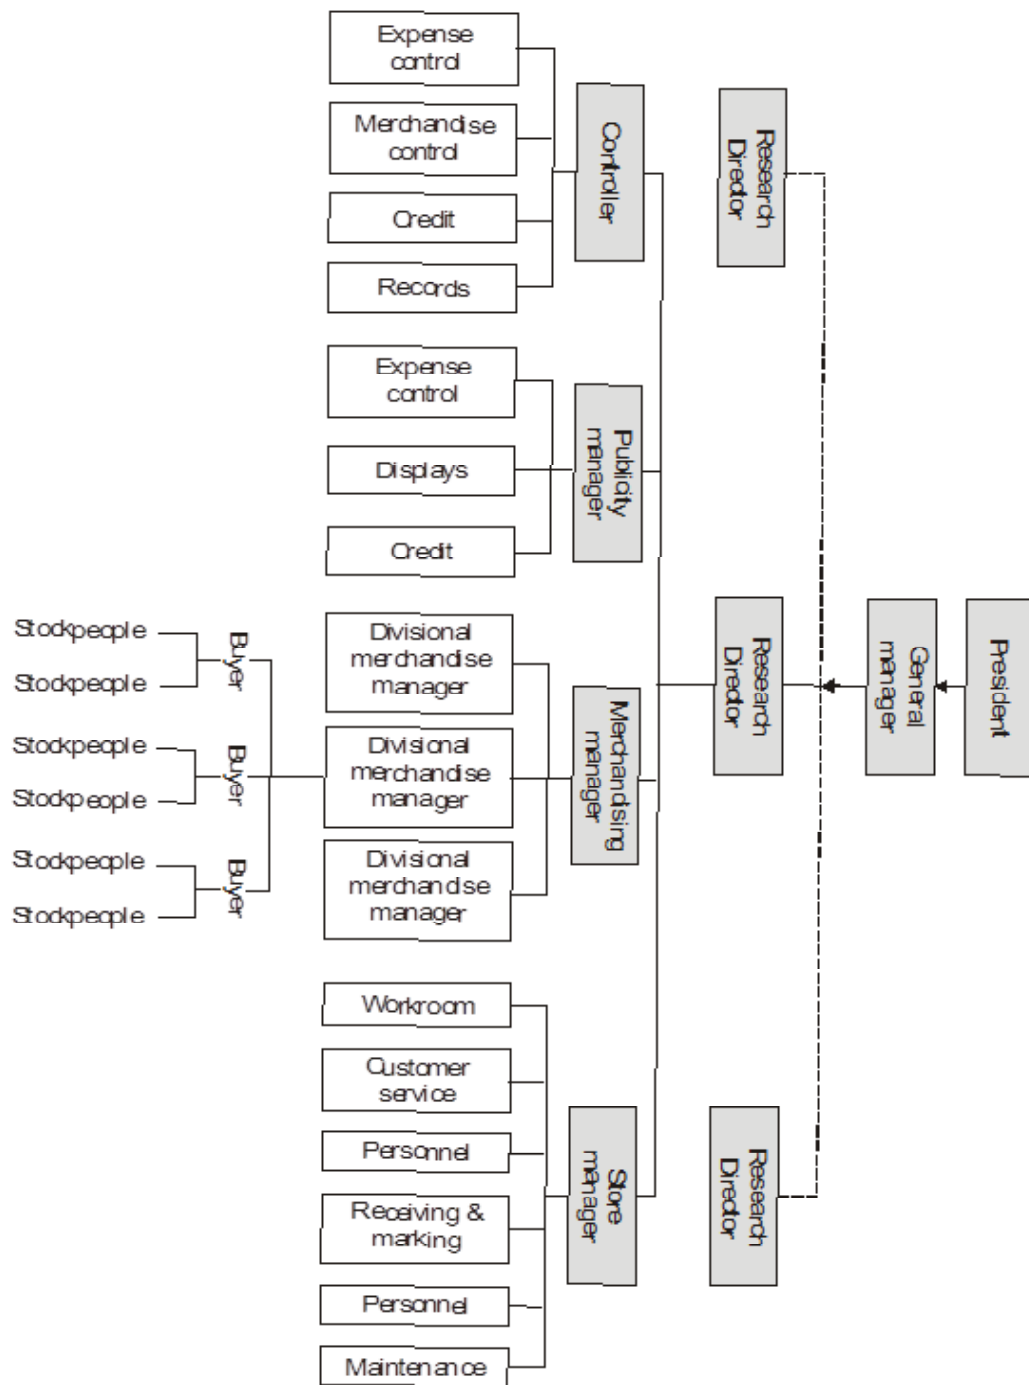 Expense
control
Merchandise
control
Credit
Records
Controller
Research
Director
Expense
control
Displays
Credit
Publicity
manager
Stockpeople
Stockpeople
Buyer
Stockpeople
Stockpeople
Buyer
Stockpeople
Stockpeople
Buyer
Divisional
merchandise
manager
Divisional
merchandise
manager
Divisional
merchandise
manager
Merchandising
manager
Research
Director
General
manager
President
Workroom
Customer
service
Personnel
Receiving &
marking
Personnel
Maintenance
Store
manager
Research
Director